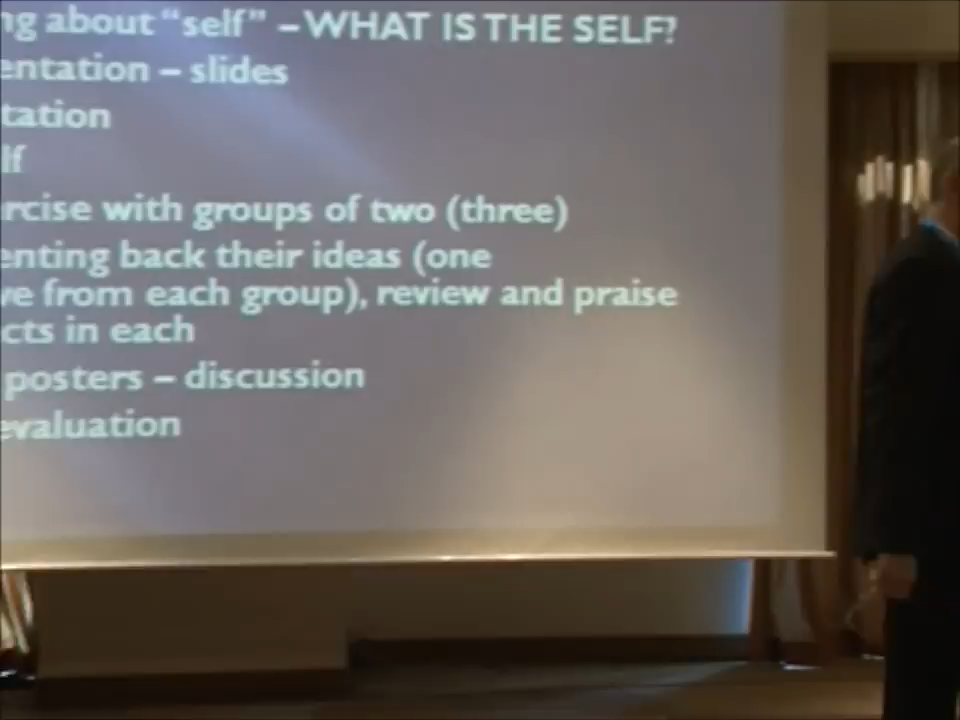 ng about “self” – WHAT IS THE SELF?
entation – slides
tation
lf
rcise with groups of two (three)
enting back their ideas (one
ve from each group), review and praise
cts in each
posters – discussion
evaluation